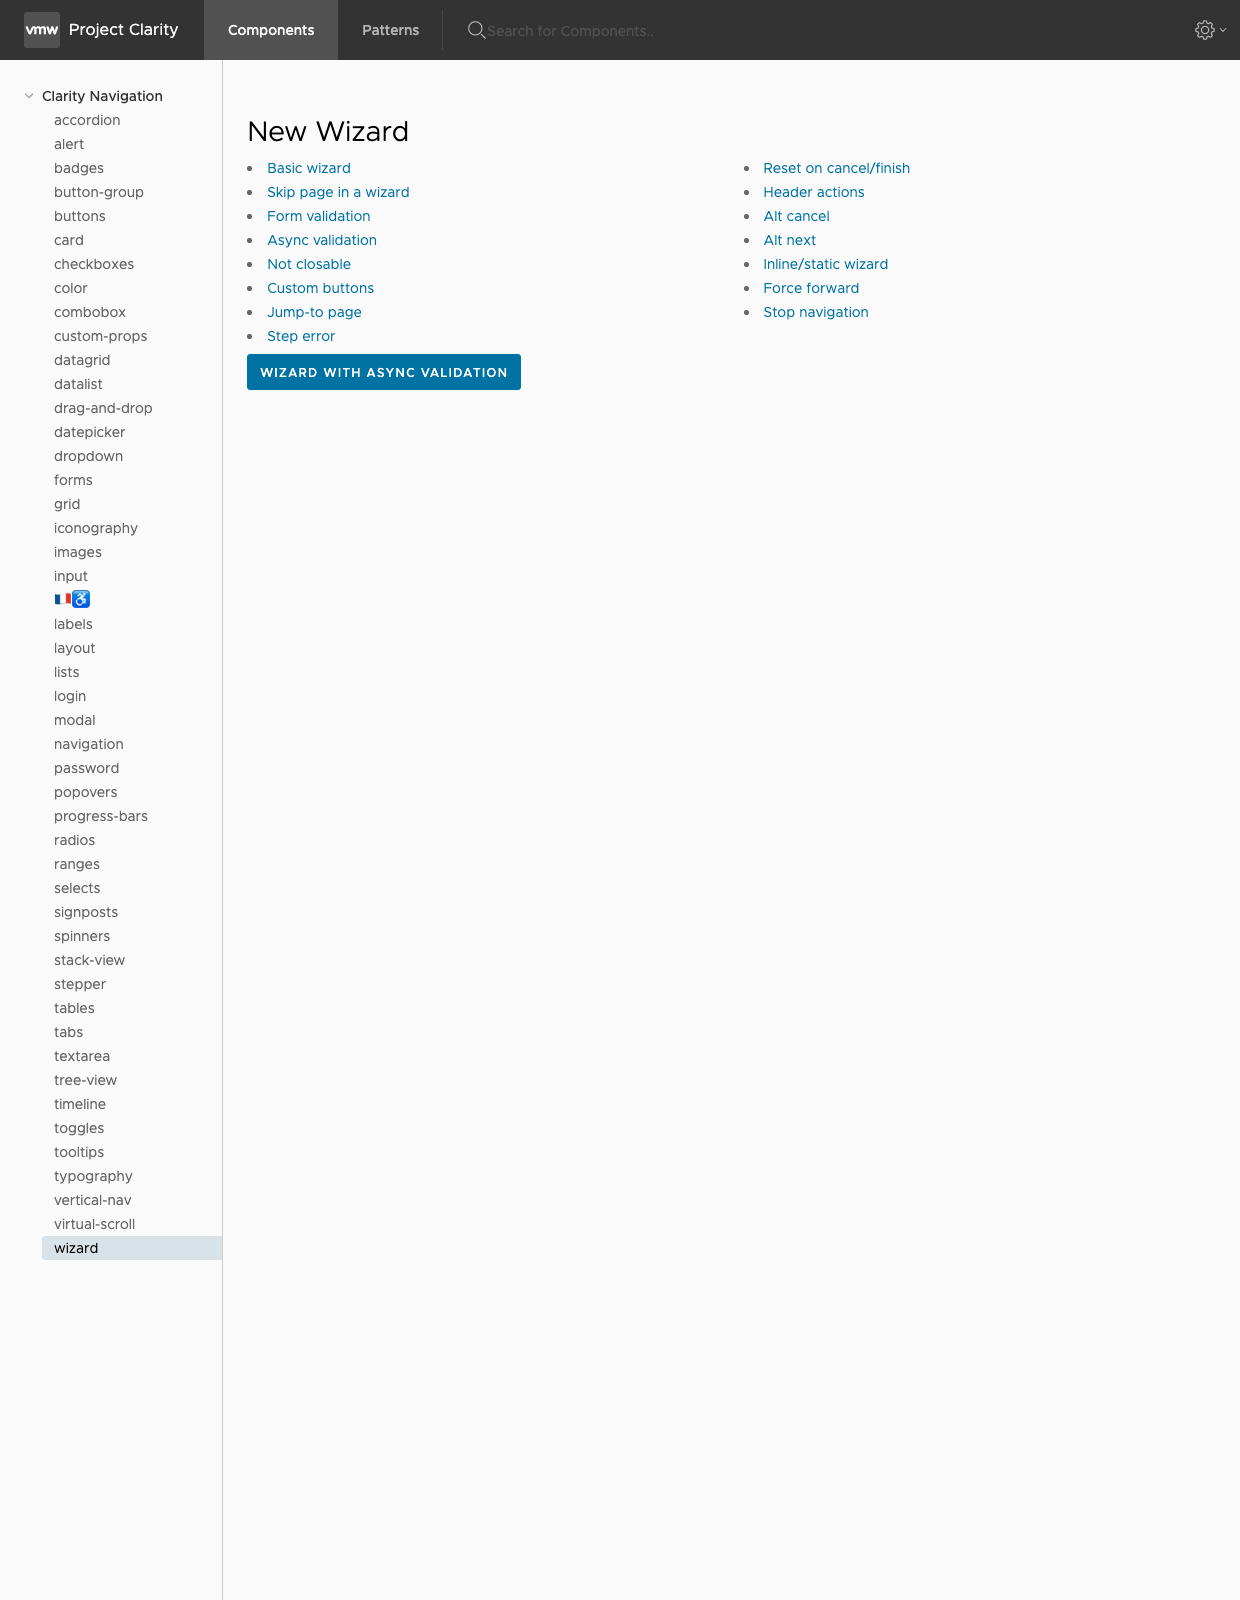 vmw Project Clarity Components Patterns Search for Components..
Clarity Navigation
accordion
alert
badges
button-group
buttons
card
checkboxes
color
combobox
custom-props
datagrid
datalist
drag-and-drop
datepicker
dropdown
forms
grid
iconography
images
input
🇫🇷♿
labels
layout
lists
login
modal
navigation
password
popovers
progress-bars
radios
ranges
selects
signposts
spinners
stack-view
stepper
tables
tabs
textarea
tree-view
timeline
toggles
tooltips
typography
vertical-nav
virtual-scroll
wizard
New Wizard
Basic wizard
Skip page in a wizard
Form validation
Async validation
Not closable
Custom buttons
Jump-to page
Step error
Reset on cancel/finish
Header actions
Alt cancel
Alt next
Inline/static wizard
Force forward
Stop navigation
WIZARD WITH ASYNC VALIDATION